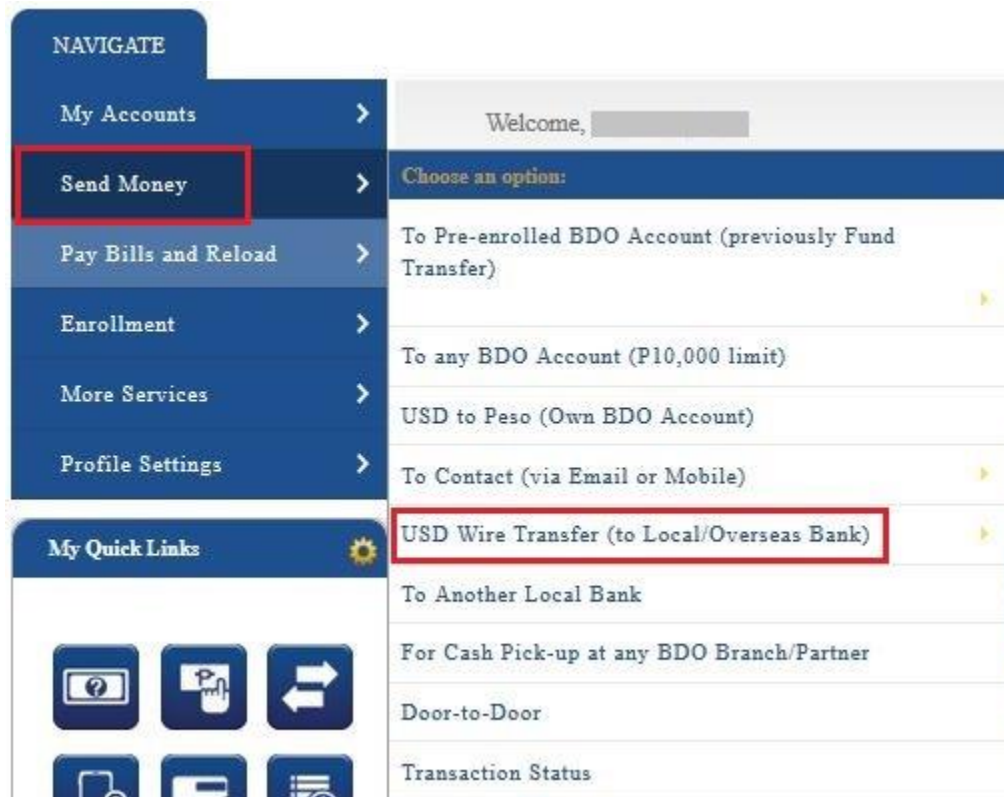 NAVIGATE
My Accounts
Send Money
Pay Bills and Reload
Enrollment
More Services
Profile Settings
My Quick Links
Welcome,
Choose an option:
To Pre-enrolled BDO Account (previously Fund
Transfer)
To any BDO Account (P10,000 limit)
USD to Peso (Own BDO Account)
To Contact (via Email or Mobile)
USD Wire Transfer (to Local/Overseas Bank)
To Another Local Bank
For Cash Pick-up at any BDO Branch/Partner
Door-to-Door
Transaction Status